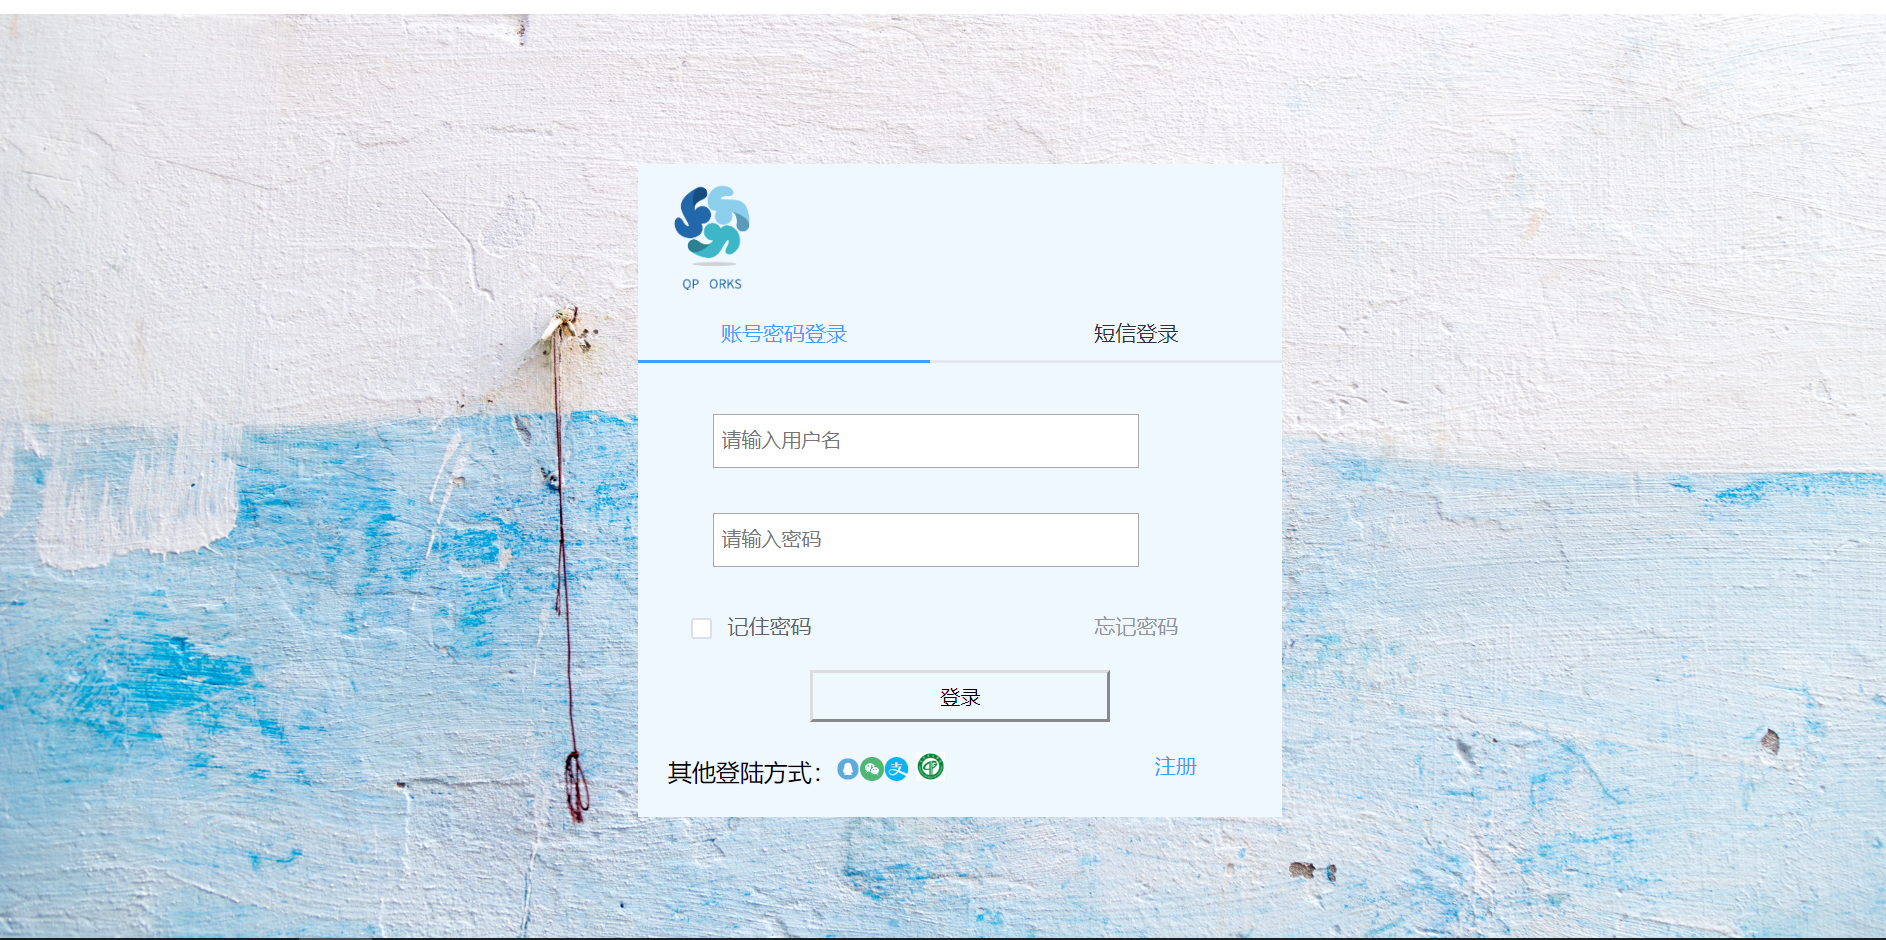 QP ORKS
账号密码登录 短信登录
请输入用户名
请输入密码
记住密码 忘记密码
登录
其他登陆方式： 支 注册